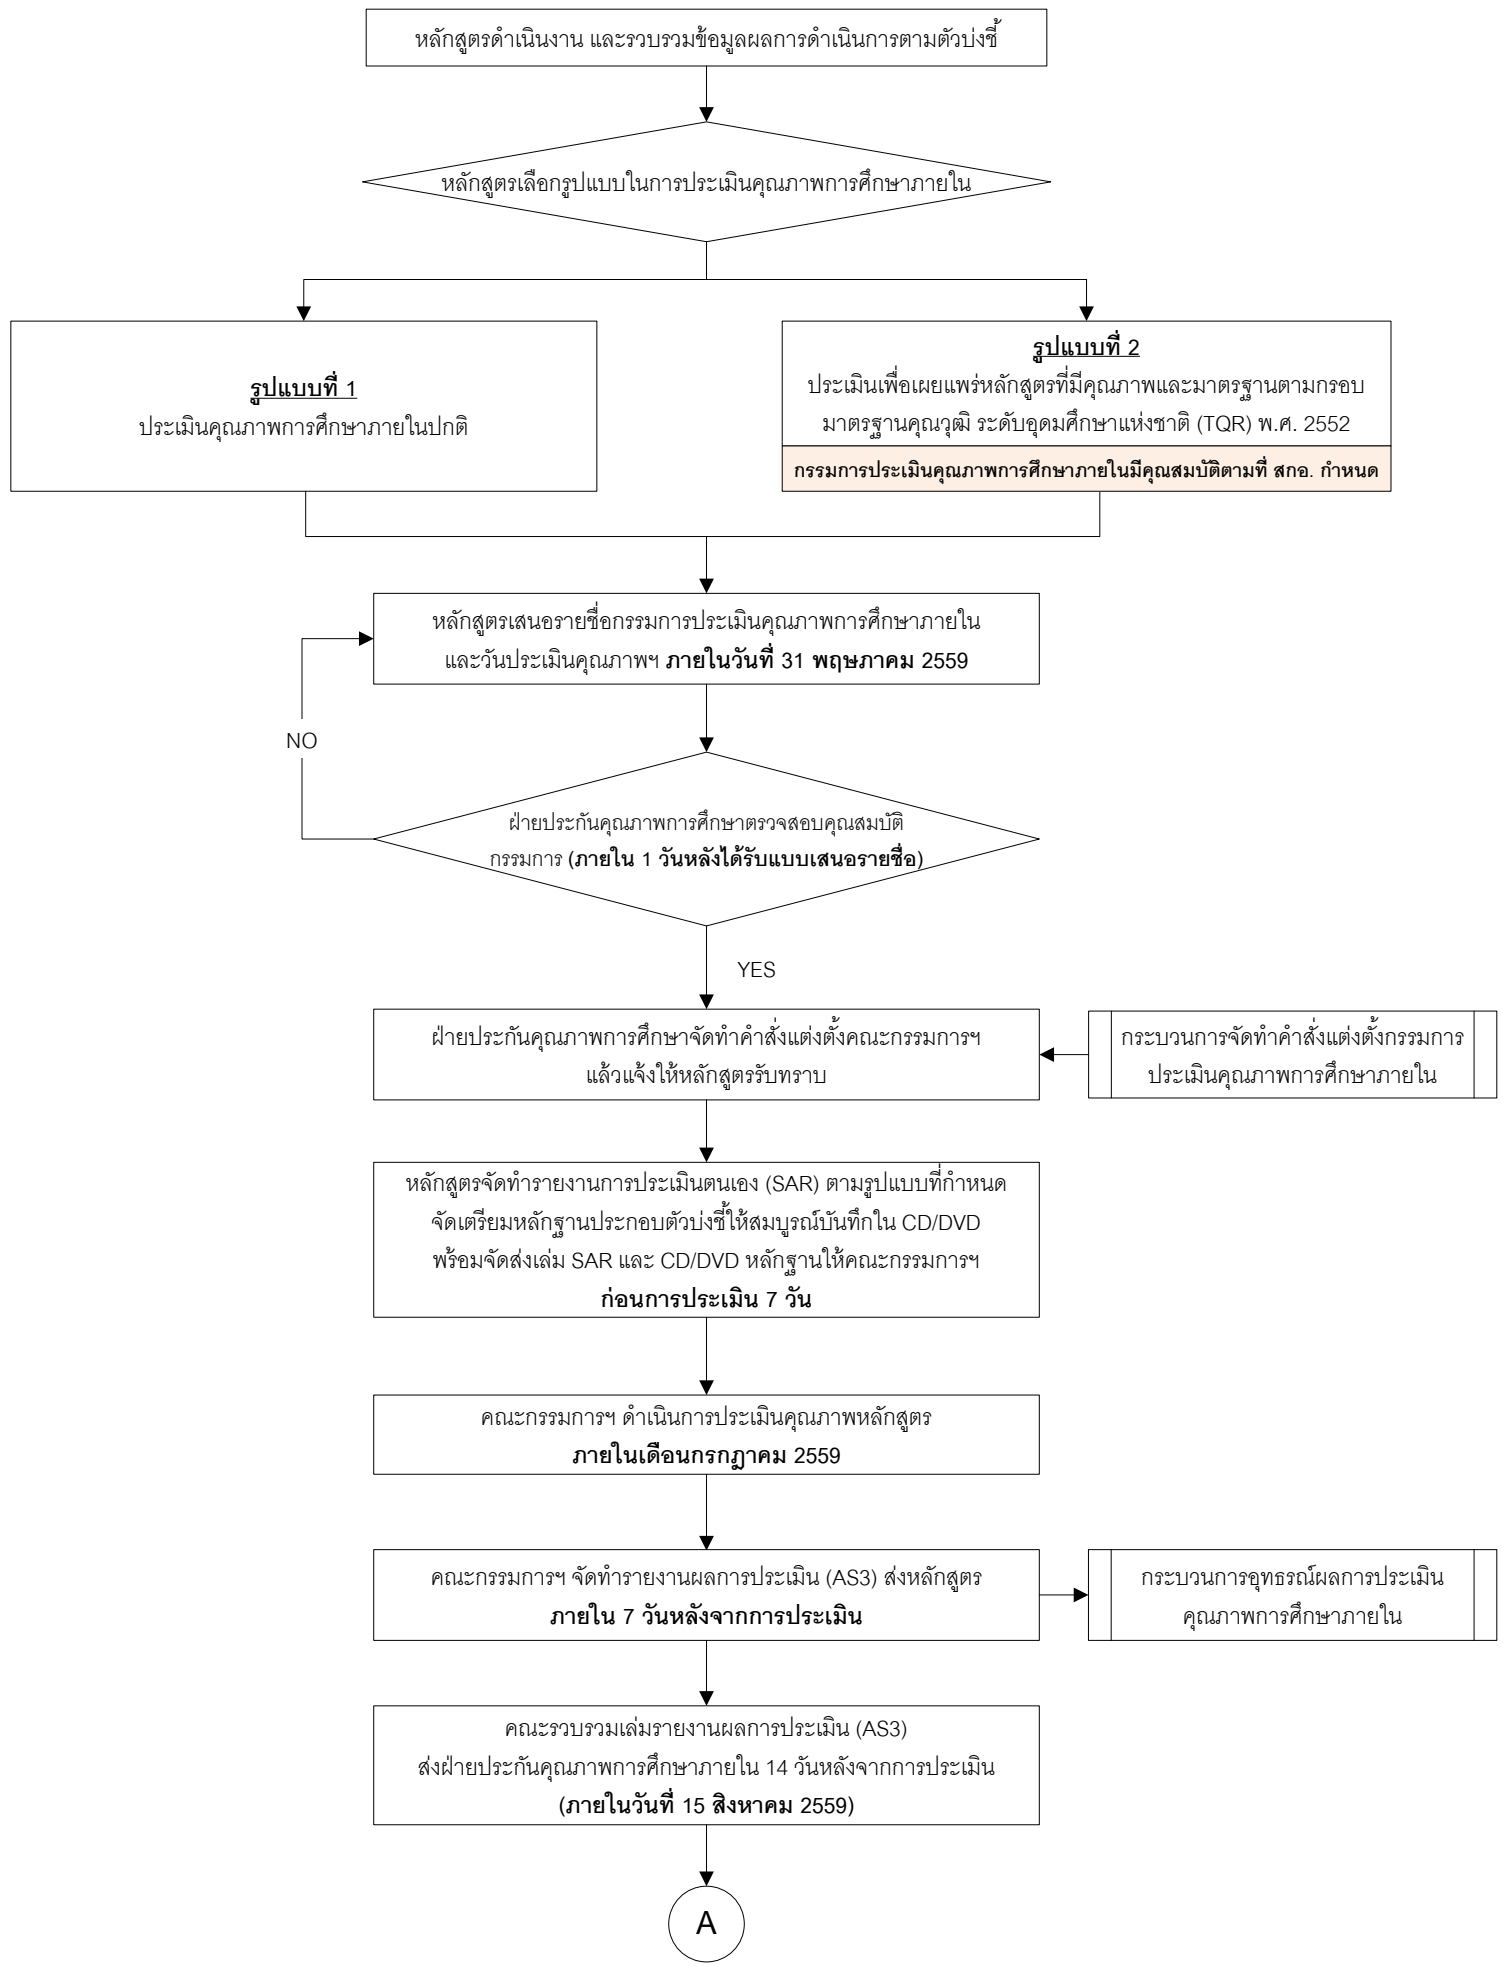 หลักสูตรดำเนินงาน และรวบรวมข้อมูลผลการดำเนินการตามตัวบ่งชี้
หลักสูตรเลือกรูปแบบในการประเมินคุณภาพการศึกษาภายใน
รูปแบบที่ 1
ประเมินคุณภาพการศึกษาภายในปกติ
รูปแบบที่ 2
ประเมินเพื่อเผยแพร่หลักสูตรที่มีคุณภาพและมาตรฐานตามกรอบ
มาตรฐานคุณวุฒิ ระดับอุดมศึกษาแห่งชาติ (TQR) พ.ศ. 2552
กรรมการประเมินคุณภาพการศึกษาภายในมีคุณสมบัติตามที่ สกอ. กำหนด
หลักสูตรเสนอรายชื่อกรรมการประเมินคุณภาพการศึกษาภายใน
และวันประเมินคุณภาพฯ ภายในวันที่ 31 พฤษภาคม 2559
NO
ฝ่ายประกันคุณภาพการศึกษาตรวจสอบคุณสมบัติ
กรรมการ (ภายใน 1 วันหลังได้รับแบบเสนอรายชื่อ)
YES
ฝ่ายประกันคุณภาพการศึกษาจัดทำคำสั่งแต่งตั้งคณะกรรมการฯ
แล้วแจ้งให้หลักสูตรรับทราบ
กระบวนการจัดทำคำสั่งแต่งตั้งกรรมการ
ประเมินคุณภาพการศึกษาภายใน
หลักสูตรจัดทำรายงานการประเมินตนเอง (SAR) ตามรูปแบบที่กำหนด
จัดเตรียมหลักฐานประกอบตัวบ่งชี้ให้สมบูรณ์บันทึกใน CD/DVD
พร้อมจัดส่งเล่ม SAR และ CD/DVD หลักฐานให้คณะกรรมการฯ
ก่อนการประเมิน 7 วัน
คณะกรรมการฯ ดำเนินการประเมินคุณภาพหลักสูตร
ภายในเดือนกรกฎาคม 2559
คณะกรรมการฯ จัดทำรายงานผลการประเมิน (AS3) ส่งหลักสูตร
ภายใน 7 วันหลังจากการประเมิน
กระบวนการอุทธรณ์ผลการประเมิน
คุณภาพการศึกษาภายใน
คณะรวบรวมเล่มรายงานผลการประเมิน (AS3)
ส่งฝ่ายประกันคุณภาพการศึกษาภายใน 14 วันหลังจากการประเมิน
(ภายในวันที่ 15 สิงหาคม 2559)
A